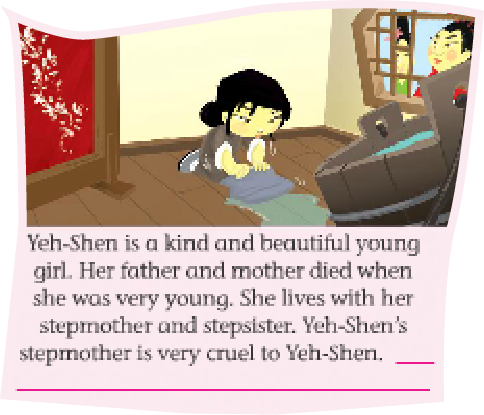 Yeh-Shen is a kind and beautiful young
girl. Her father and mother died when
she was very young. She lives with her
stepmother and stepsister. Yeh-Shen's
stepmother is very cruel to Yeh-Shen.